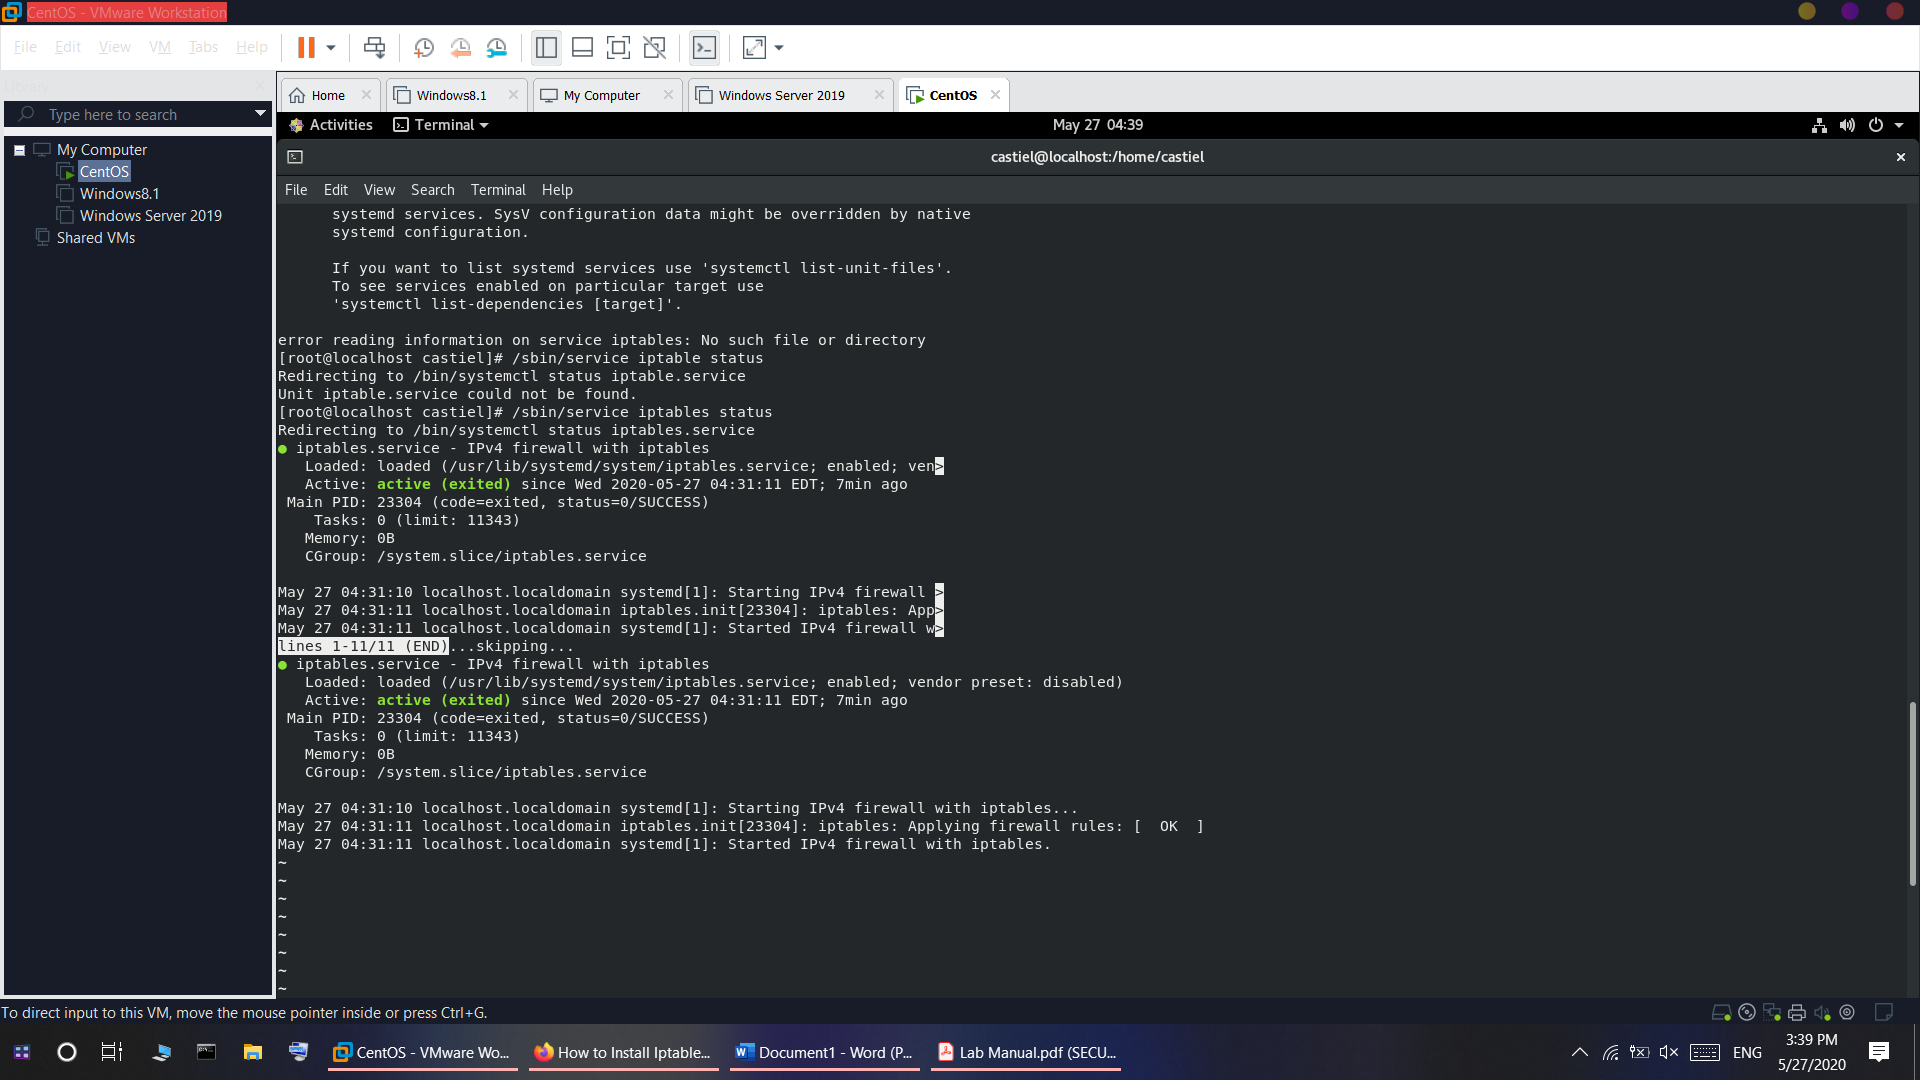 CentOS - VMware Workstation
File Edit View VM Tabs Help
Library
Type here to search
My Computer
CentOS
Windows8.1
Windows Server 2019
Shared VMs
Home
Windows8.1
My Computer
Windows Server 2019
CentOS
Activities
Terminal
May 27 04:39
castiel@localhost:/home/castiel
File Edit View Search Terminal Help
systemd services. SysV configuration data might be overridden by native
systemd configuration.
If you want to list systemd services use 'systemctl list-unit-files'.
To see services enabled on particular target use
'systemctl list-dependencies [target]'.
error reading information on service iptables: No such file or directory
[root@localhost castiel]# /sbin/service iptable status
Redirecting to /bin/systemctl status iptable.service
Unit iptable.service could not be found.
[root@localhost castiel]# /sbin/service iptables status
Redirecting to /bin/systemctl status iptables.service
● iptables.service - IPv4 firewall with iptables
Loaded: loaded (/usr/lib/systemd/system/iptables.service; enabled; ven>
Active: active (exited) since Wed 2020-05-27 04:31:11 EDT; 7min ago
Main PID: 23304 (code=exited, status=0/SUCCESS)
Tasks: 0 (limit: 11343)
Memory: 0B
CGroup: /system.slice/iptables.service
May 27 04:31:10 localhost.localdomain systemd[1]: Starting IPv4 firewall >
May 27 04:31:11 localhost.localdomain iptables.init[23304]: iptables: App>
May 27 04:31:11 localhost.localdomain systemd[1]: Started IPv4 firewall w>
lines 1-11/11 (END)...skipping...
● iptables.service - IPv4 firewall with iptables
Loaded: loaded (/usr/lib/systemd/system/iptables.service; enabled; vendor preset: disabled)
Active: active (exited) since Wed 2020-05-27 04:31:11 EDT; 7min ago
Main PID: 23304 (code=exited, status=0/SUCCESS)
Tasks: 0 (limit: 11343)
Memory: 0B
CGroup: /system.slice/iptables.service
May 27 04:31:10 localhost.localdomain systemd[1]: Starting IPv4 firewall with iptables...
May 27 04:31:11 localhost.localdomain iptables.init[23304]: iptables: Applying firewall rules: [  OK  ]
May 27 04:31:11 localhost.localdomain systemd[1]: Started IPv4 firewall with iptables.
~
~
~
~
~
~
~
~
To direct input to this VM, move the mouse pointer inside or press Ctrl+G.
CentOS - VMware Wo...
How to Install Iptable...
Document1 - Word (P...
Lab Manual.pdf (SECU...
ENG
3:39 PM
5/27/2020